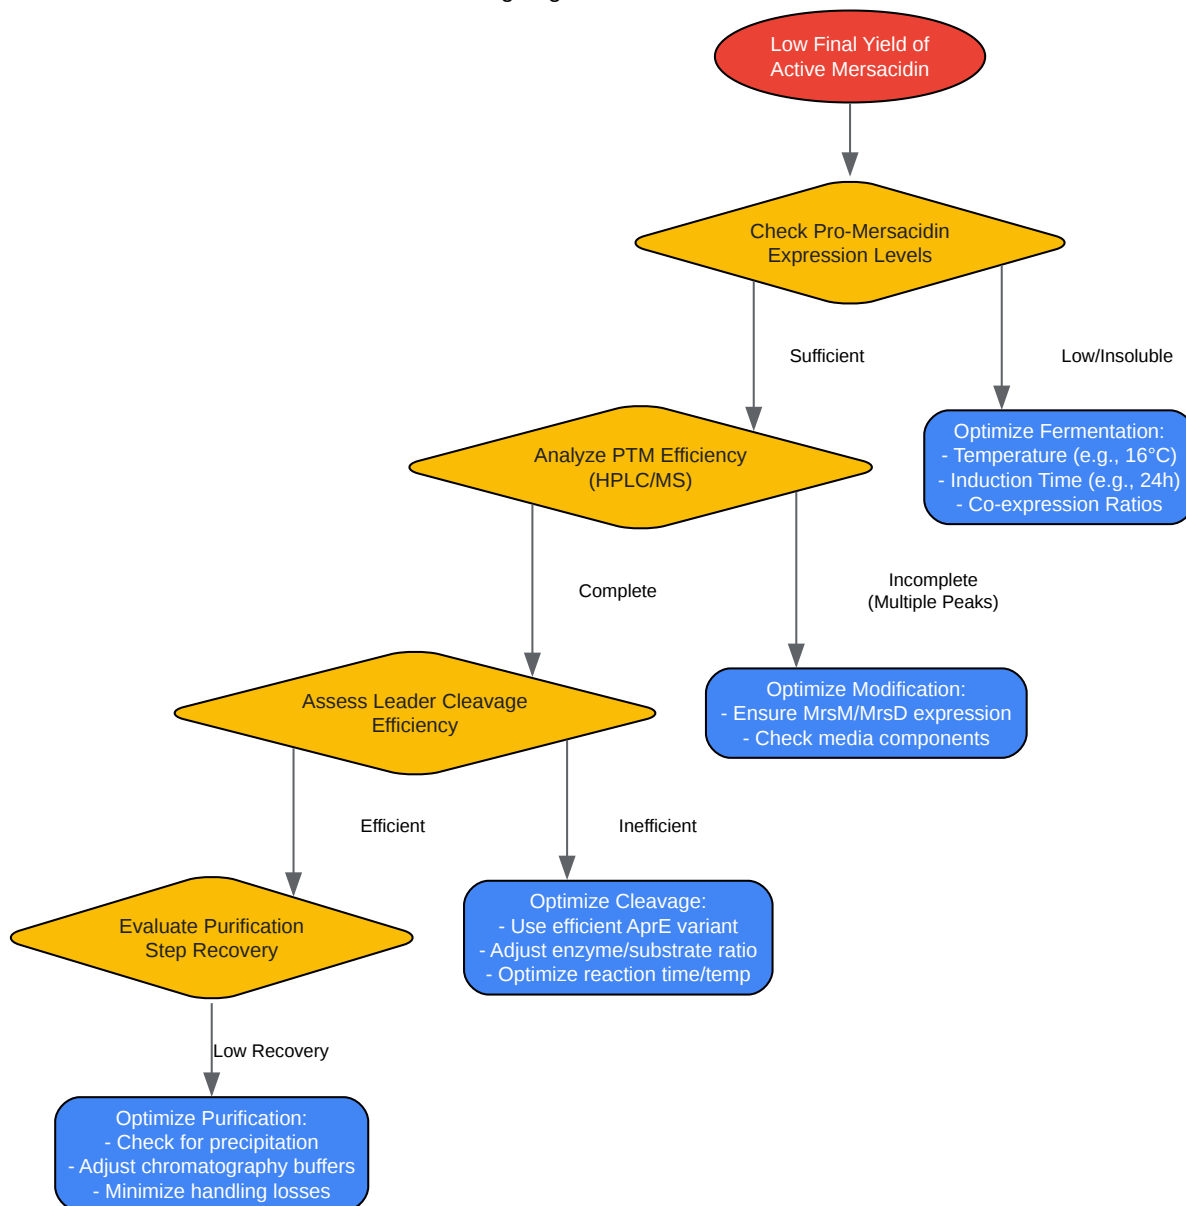 Low Final Yield of
Active Mersacidin
Check Pro-Mersacidin
Expression Levels
Sufficient
Low/Insoluble
Analyze PTM Efficiency
(HPLC/MS)
Optimize Fermentation:
- Temperature (e.g., 16°C)
- Induction Time (e.g., 24h)
- Co-expression Ratios
Complete
Incomplete
(Multiple Peaks)
Assess Leader Cleavage
Efficiency
Optimize Modification:
- Ensure MrsM/MrsD expression
- Check media components
Efficient
Inefficient
Evaluate Purification
Step Recovery
Optimize Cleavage:
- Use efficient AprE variant
- Adjust enzyme/substrate ratio
- Optimize reaction time/temp
Low Recovery
Optimize Purification:
- Check for precipitation
- Adjust chromatography buffers
- Minimize handling losses